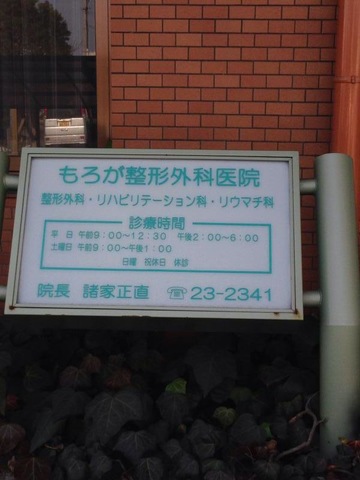 もろが整形外科医院
整形外科・リハビリテーション科・リウマチ科
診療時間
平 日 午前9：00～12：30 午後2：00～6：00
土曜日 午前9：00～午後1：00
日曜 祝休日 休診
院長 諸家正直 ☏23-2341